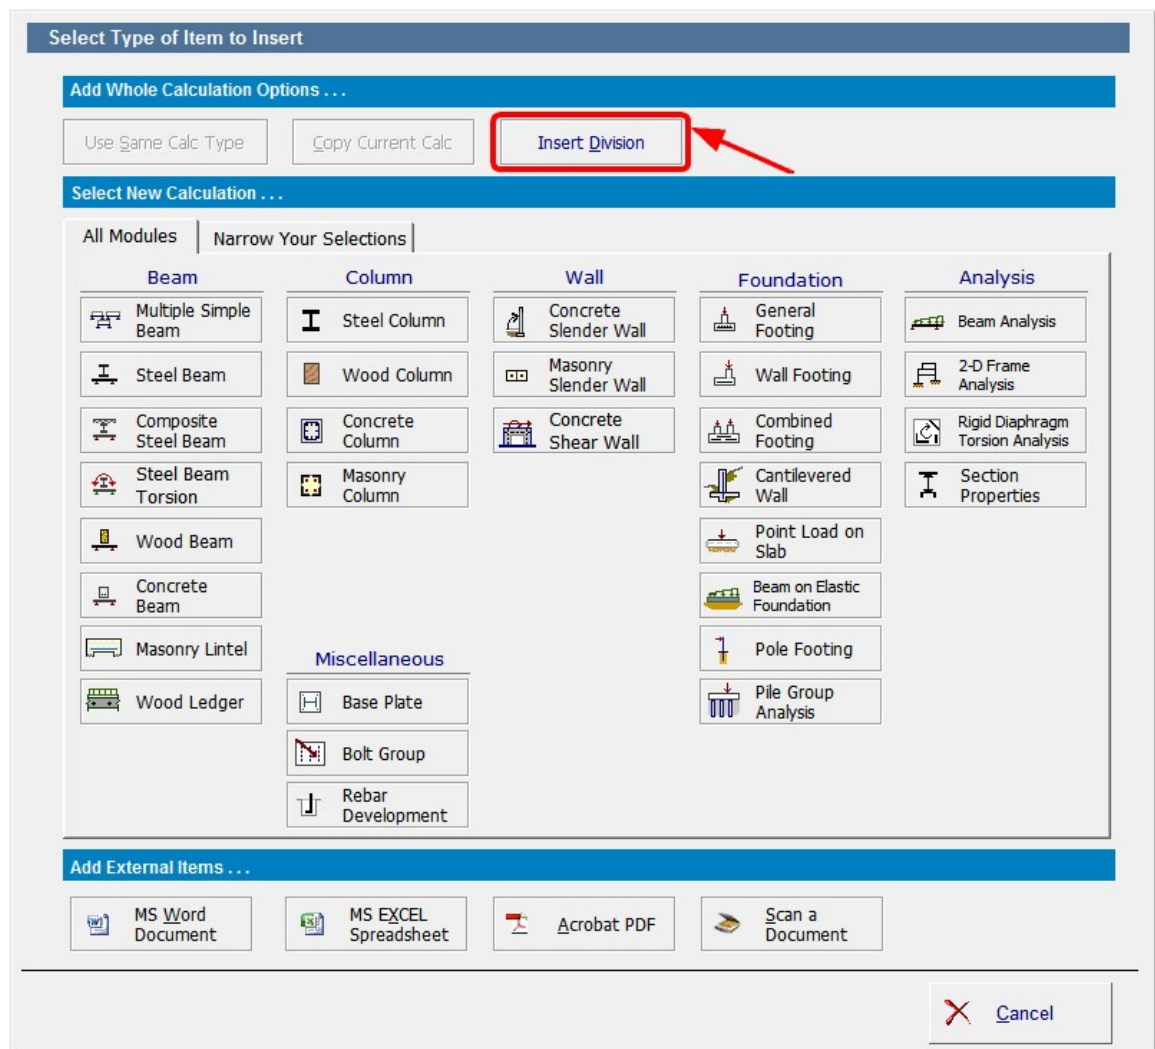 Select Type of Item to Insert
Add Whole Calculation Options . . .
Use Same Calc Type
Copy Current Calc
Insert Division
Select New Calculation . . .
All Modules
Narrow Your Selections
Beam
Multiple Simple
Beam
Steel Beam
Composite
Steel Beam
Steel Beam
Torsion
Wood Beam
Concrete
Beam
Masonry Lintel
Wood Ledger
Column
Steel Column
Wood Column
Concrete
Column
Masonry
Column
Miscellaneous
Base Plate
Bolt Group
Rebar
Development
Wall
Concrete
Slender Wall
Masonry
Slender Wall
Concrete
Shear Wall
Foundation
General
Footing
Wall Footing
Combined
Footing
Cantilevered
Wall
Point Load on
Slab
Beam on Elastic
Foundation
Pole Footing
Pile Group
Analysis
Analysis
Beam Analysis
2-D Frame
Analysis
Rigid Diaphragm
Torsion Analysis
Section
Properties
Add External Items . . .
MS Word
Document
MS EXCEL
Spreadsheet
Acrobat PDF
Scan a
Document
Cancel